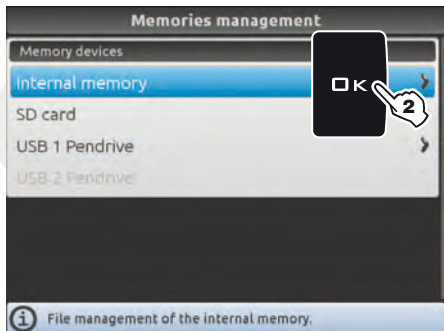 Memories management
Memory devices
Internal memory
OK
2
SD card
USB 1 Pendrive
USB 2 Pendrive
i File management of the internal memory.